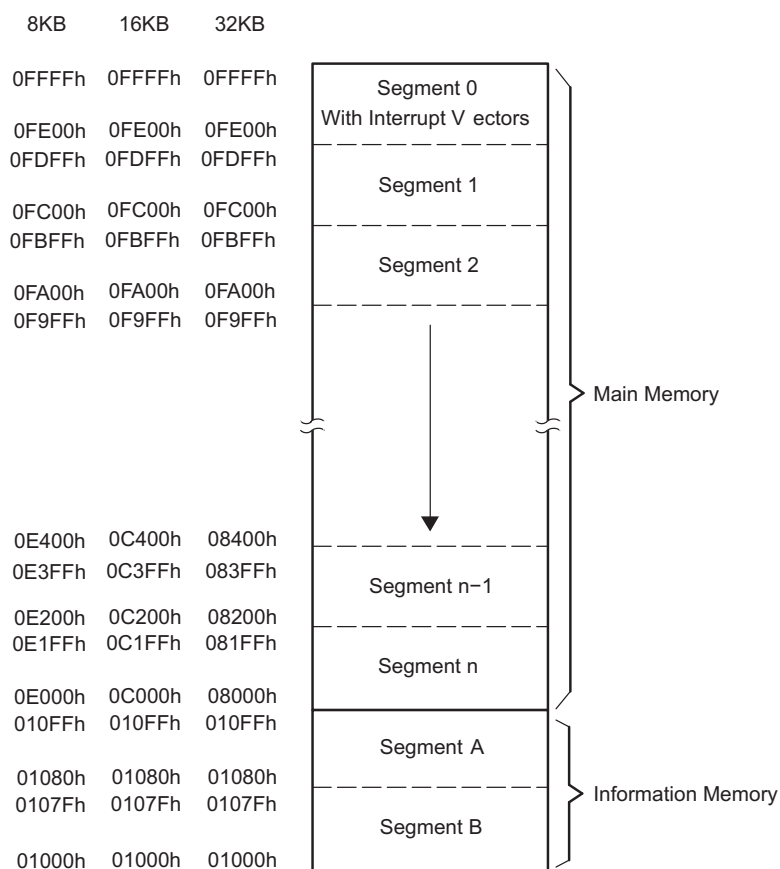 8KB 16KB 32KB
0FFFFh 0FFFFh 0FFFFh
Segment 0
With Interrupt V ectors
0FE00h 0FE00h 0FE00h
0FDFFh 0FDFFh 0FDFFh
Segment 1
0FC00h 0FC00h 0FC00h
0FBFFh 0FBFFh 0FBFFh
Segment 2
0FA00h 0FA00h 0FA00h
0F9FFh 0F9FFh 0F9FFh
Main Memory
0E400h 0C400h 08400h
0E3FFh 0C3FFh 083FFh
Segment n−1
0E200h 0C200h 08200h
0E1FFh 0C1FFh 081FFh
Segment n
0E000h 0C000h 08000h
010FFh 010FFh 010FFh
Segment A
01080h 01080h 01080h
0107Fh 0107Fh 0107Fh
Information Memory
Segment B
01000h 01000h 01000h